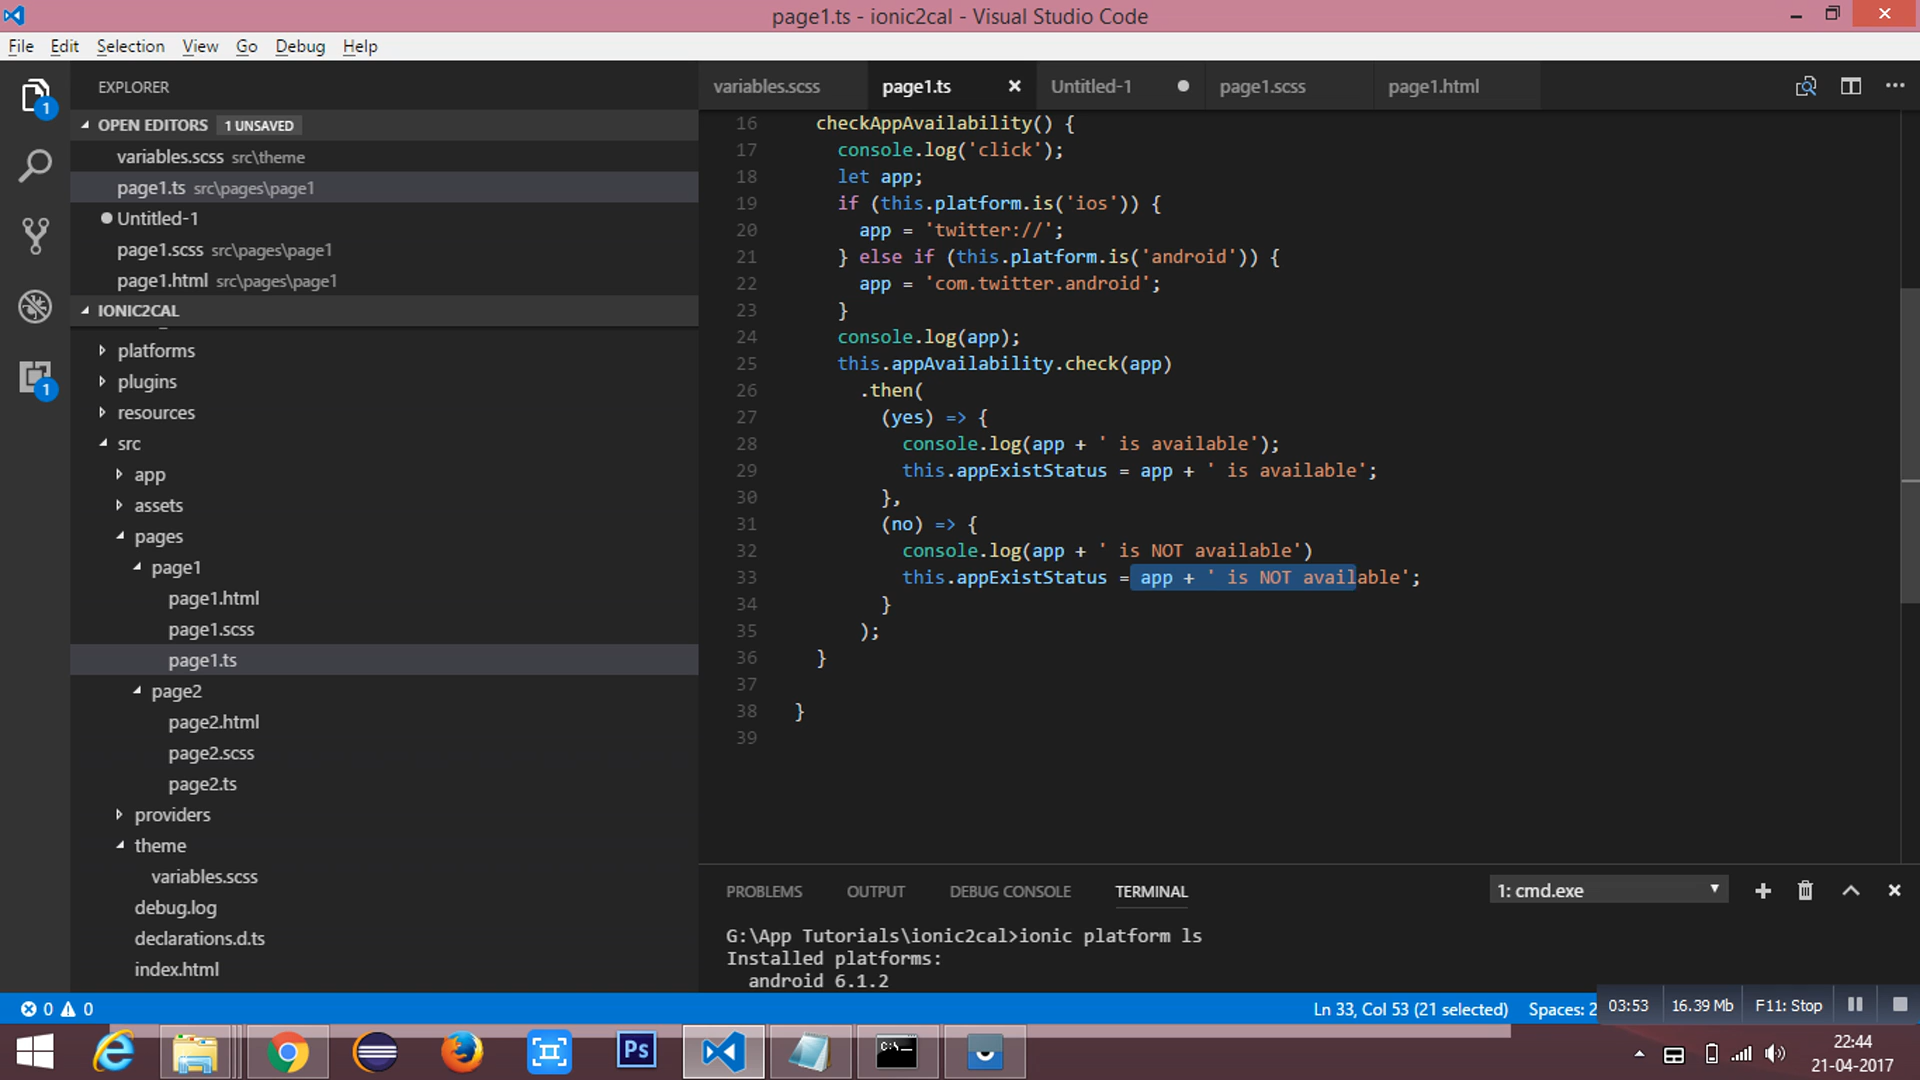 page1.ts - ionic2cal - Visual Studio Code
File Edit Selection View Go Debug Help
EXPLORER
OPEN EDITORS 1 UNSAVED
variables.scss src\theme
page1.ts src\pages\page1
Untitled-1
page1.scss src\pages\page1
page1.html src\pages\page1
IONIC2CAL
platforms
plugins
resources
src
app
assets
pages
page1
page1.html
page1.scss
page1.ts
page2
page2.html
page2.scss
page2.ts
providers
theme
variables.scss
debug.log
declarations.d.ts
index.html
1
1
variables.scss page1.ts Untitled-1 page1.scss page1.html
16 checkAppAvailability() {
17 console.log('click');
18 let app;
19 if (this.platform.is('ios')) {
20 app = 'twitter://';
21 } else if (this.platform.is('android')) {
22 app = 'com.twitter.android';
23 }
24 console.log(app);
25 this.appAvailability.check(app)
26 .then(
27 (yes) => {
28 console.log(app + ' is available');
29 this.appExistStatus = app + ' is available';
30 },
31 (no) => {
32 console.log(app + ' is NOT available')
33 this.appExistStatus = app + ' is NOT available';
34 }
35 );
36 }
37
38 }
39
PROBLEMS OUTPUT DEBUG CONSOLE TERMINAL 1: cmd.exe
G:\App Tutorials\ionic2cal>ionic platform ls
Installed platforms:
android 6.1.2
0 0 Ln 33, Col 53 (21 selected) Spaces: 2 03:53 16.39 Mb F11: Stop
Ps
C:\
22:44
21-04-2017